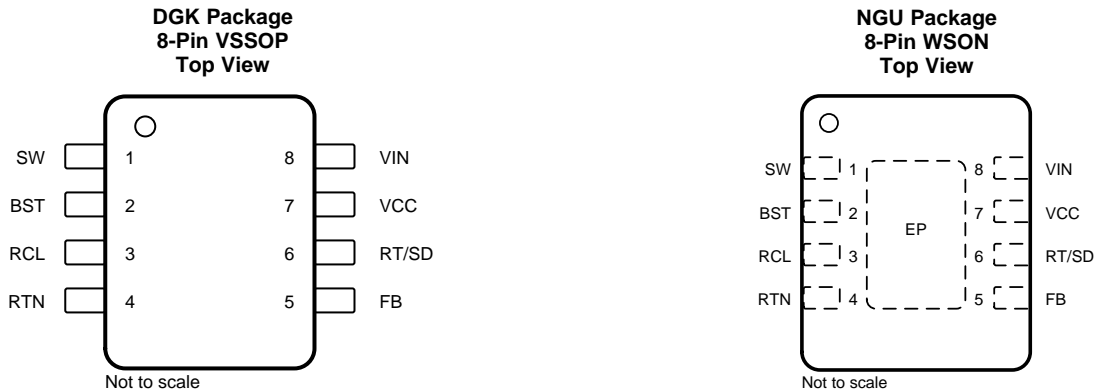 DGK Package
8-Pin VSSOP
Top View
SW 1 8 VIN
BST 2 7 VCC
RCL 3 6 RT/SD
RTN 4 5 FB
Not to scale
NGU Package
8-Pin WSON
Top View
SW 1 8 VIN
BST 2 7 VCC
EP
RCL 3 6 RT/SD
RTN 4 5 FB
Not to scale